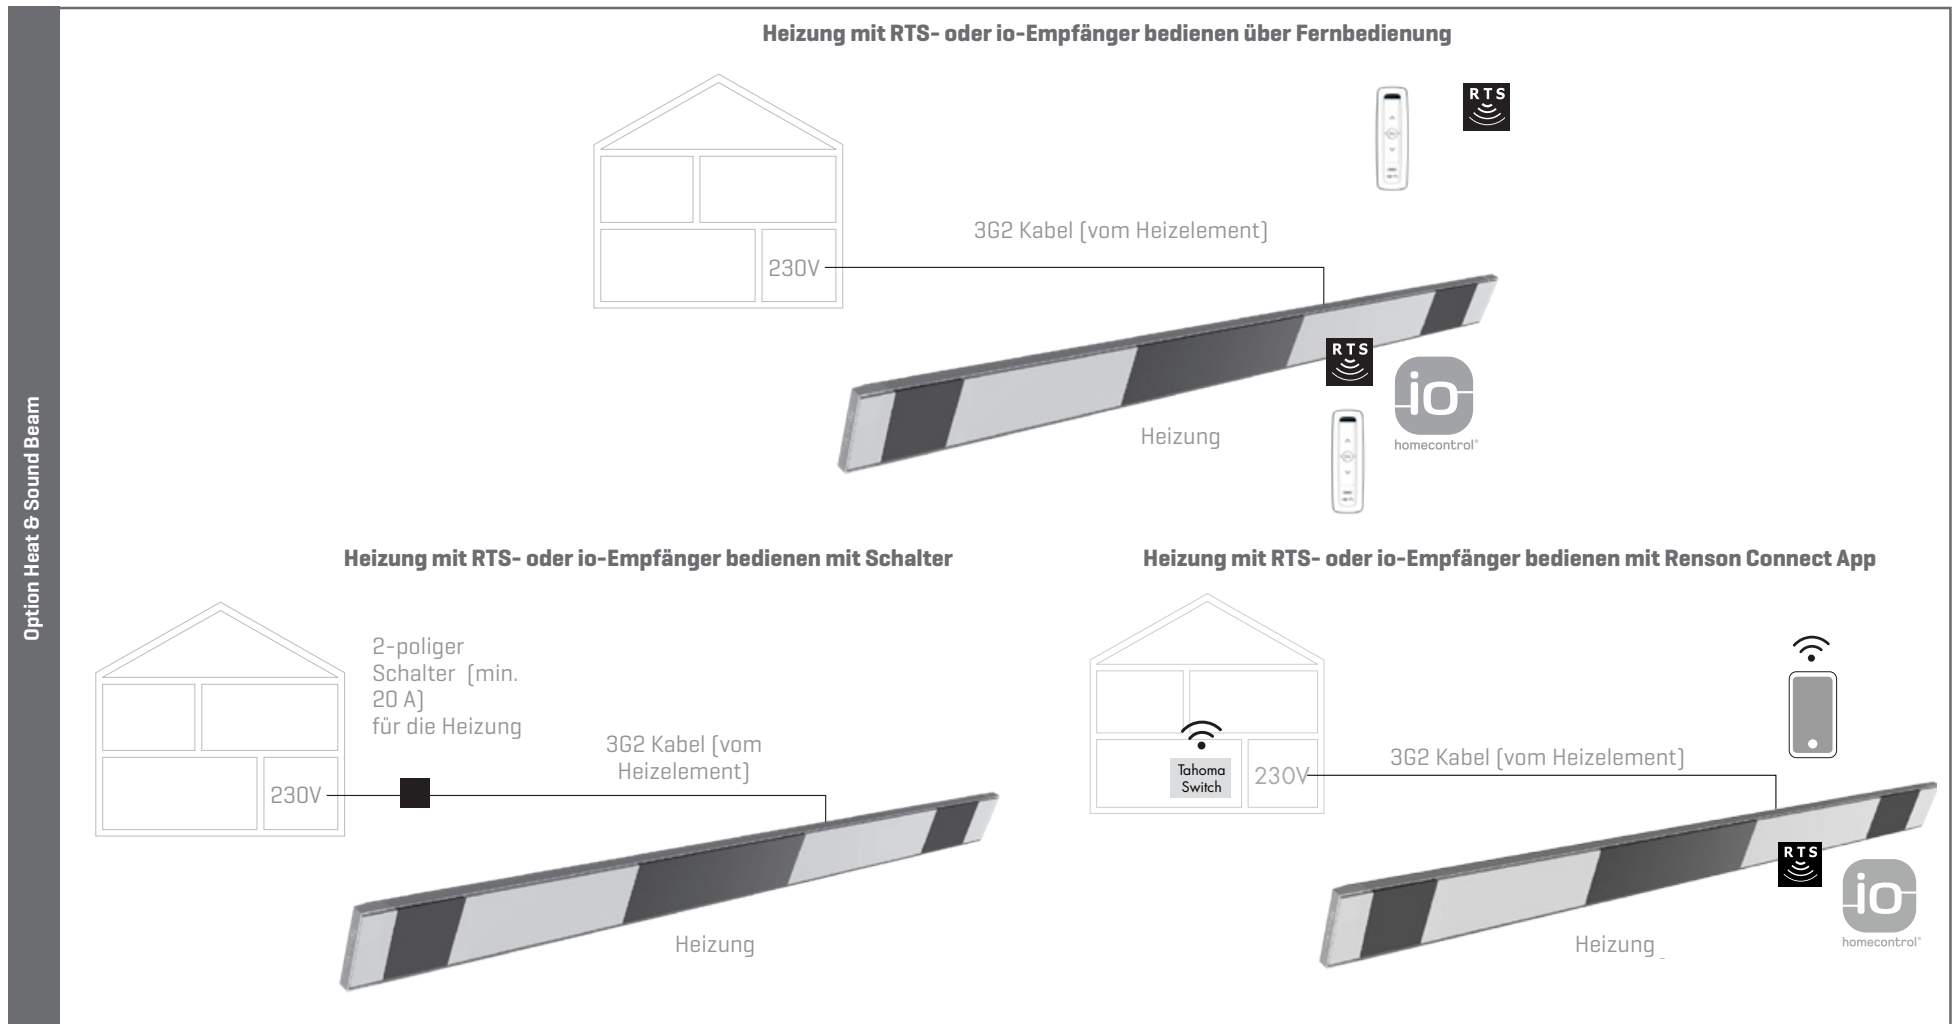 Option Heat & Sound Beam
Heizung mit RTS- oder io-Empfänger bedienen über Fernbedienung
RTS
3G2 Kabel (vom Heizelement)
230V
RTS
io
homecontrol®
Heizung
Heizung mit RTS- oder io-Empfänger bedienen mit Schalter
2-poliger
Schalter (min.
20 A)
für die Heizung
3G2 Kabel (vom
Heizelement)
230V
Heizung
Heizung mit RTS- oder io-Empfänger bedienen mit Renson Connect App
Tahoma
Switch
230V
3G2 Kabel (vom Heizelement)
RTS
io
homecontrol®
Heizung